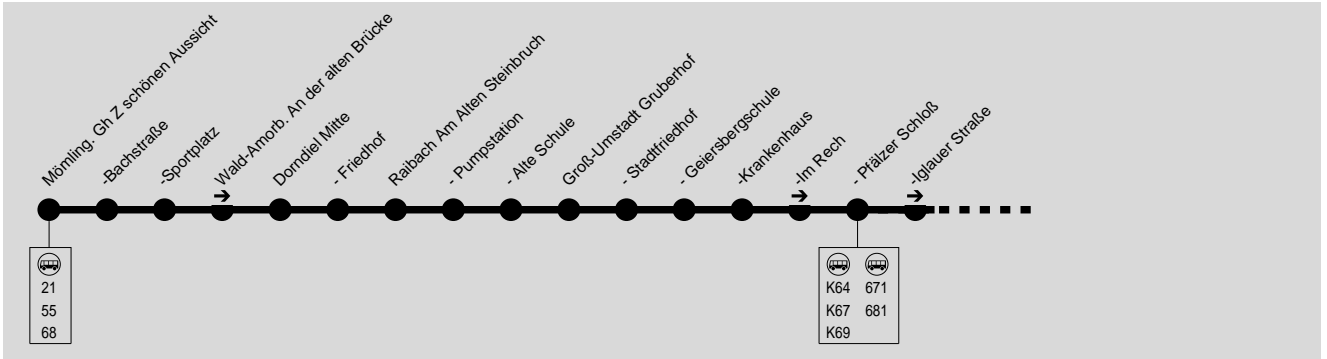 Mömling. Gh Z schönen Aussicht
-Bachstraße
-Sportplatz
Wald-Amorb. An der alten Brücke
Dorndiel Mitte
- Friedhof
Raibach Am Alten Steinbruch
- Pumpstation
- Alte Schule
Groß-Umstadt Gruberhof
- Stadtfriedhof
- Geiersbergschule
-Krankenhaus
-Im Rech
- Pfälzer Schloß
-Iglauer Straße
21
55
68
K64 671
K67 681
K69